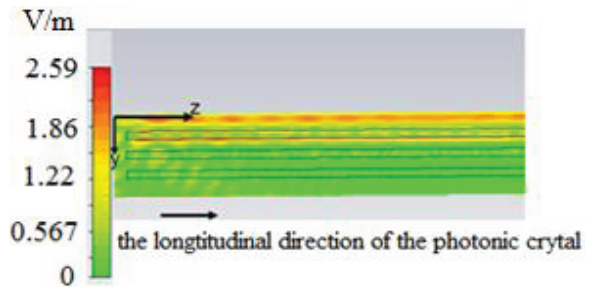 V/m
2.59
1.86
1.22
0.567
0
z
y
the longtitudinal direction of the photonic crytal